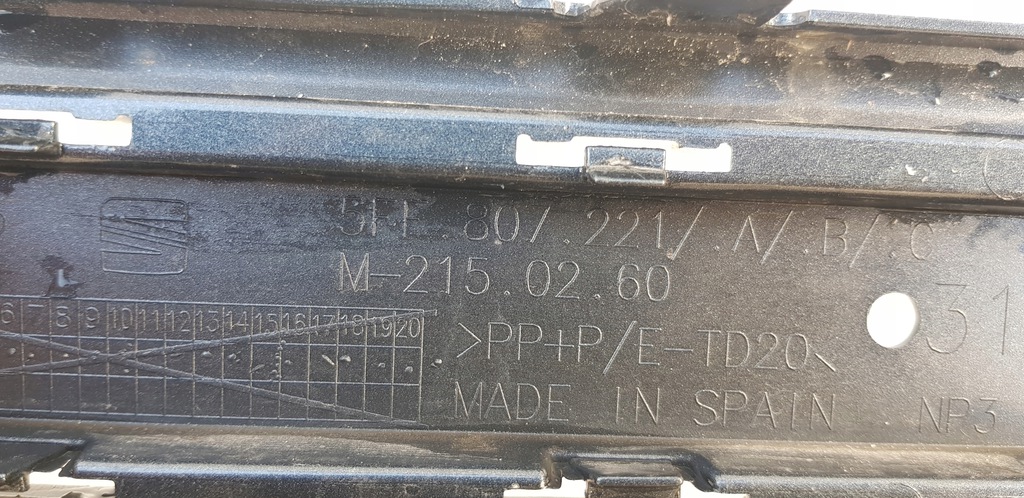 5FF.807.221/.A/.B/.C
M-215.02.60
6 7 8 9 10 11 12 13 14 15 16 17 18 19 20
>PP+P/E-TD20<
MADE IN SPAIN
31
NP3